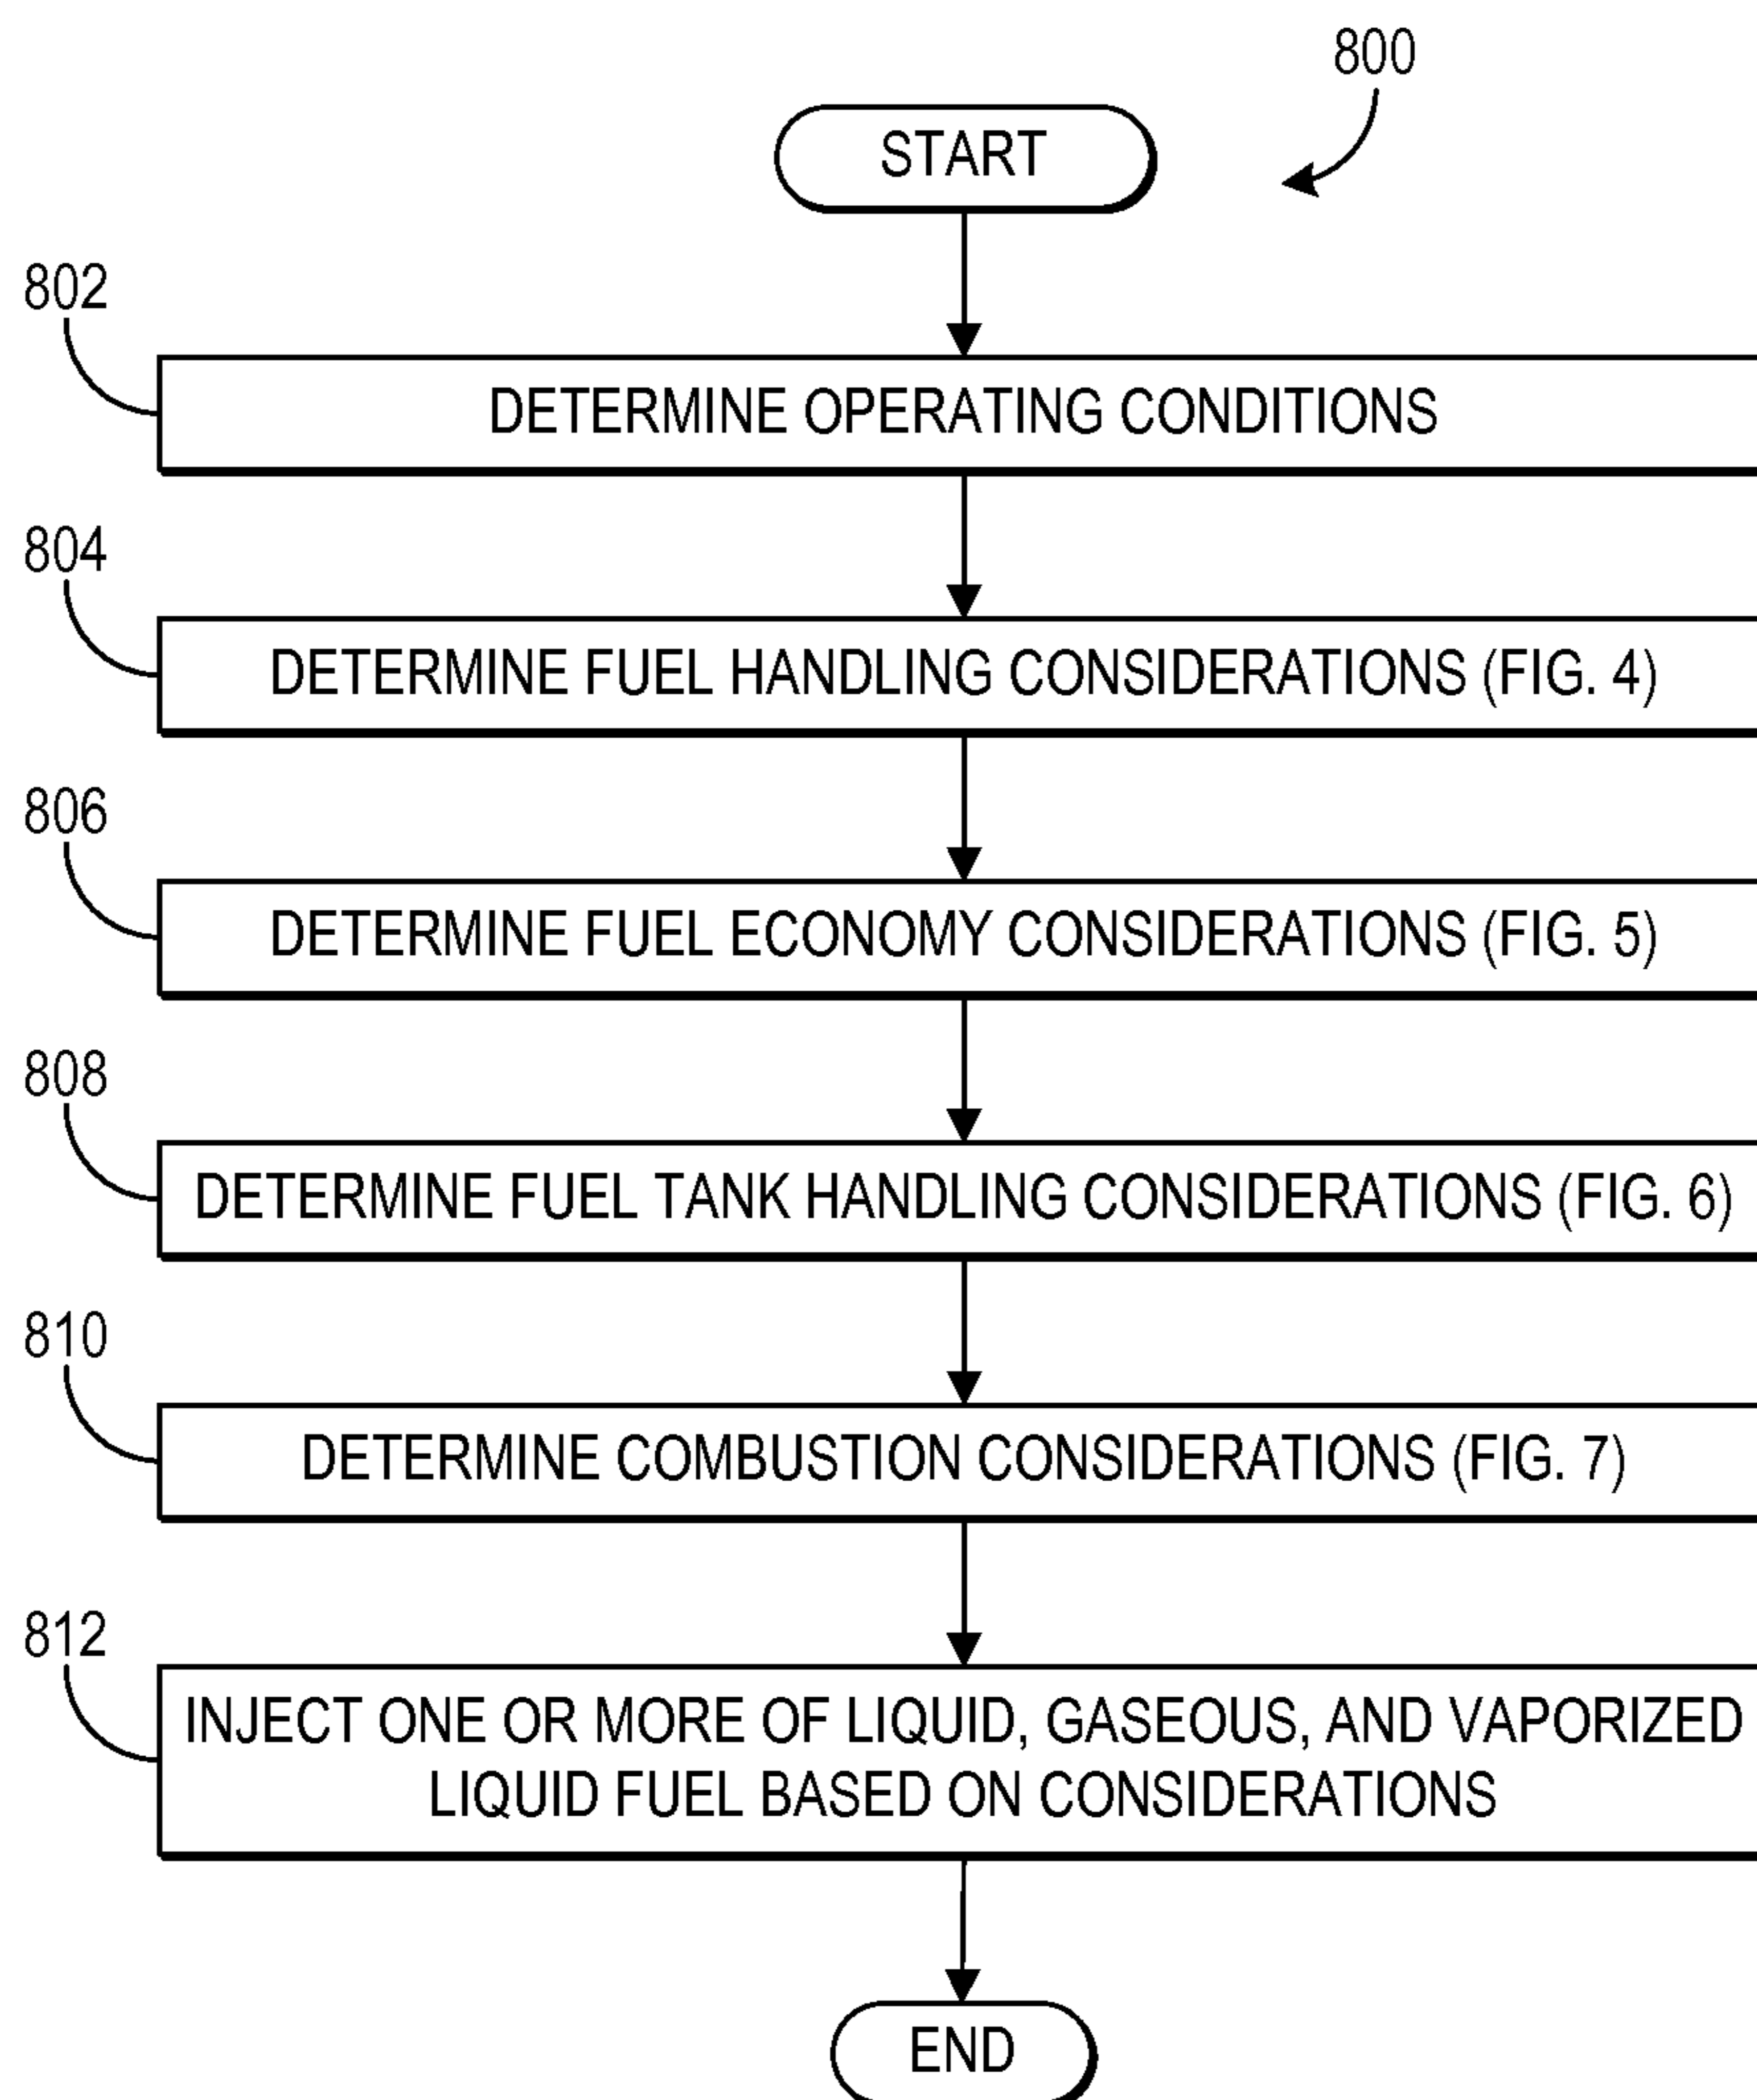 800
START
802
DETERMINE OPERATING CONDITIONS
804
DETERMINE FUEL HANDLING CONSIDERATIONS (FIG. 4)
806
DETERMINE FUEL ECONOMY CONSIDERATIONS (FIG. 5)
808
DETERMINE FUEL TANK HANDLING CONSIDERATIONS (FIG. 6)
810
DETERMINE COMBUSTION CONSIDERATIONS (FIG. 7)
812
INJECT ONE OR MORE OF LIQUID, GASEOUS, AND VAPORIZED
LIQUID FUEL BASED ON CONSIDERATIONS
END